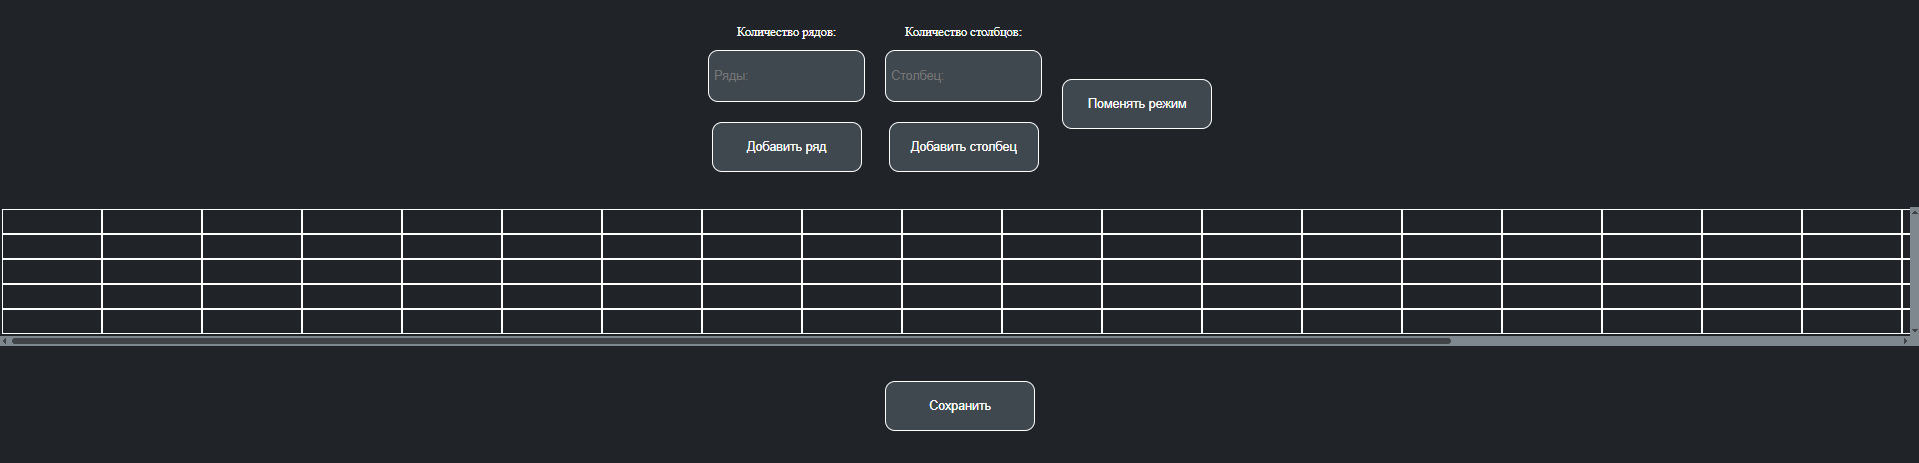 Количество рядов:
Количество столбцов:
Ряды:
Столбец:
Поменять режим
Добавить ряд
Добавить столбец
Сохранить